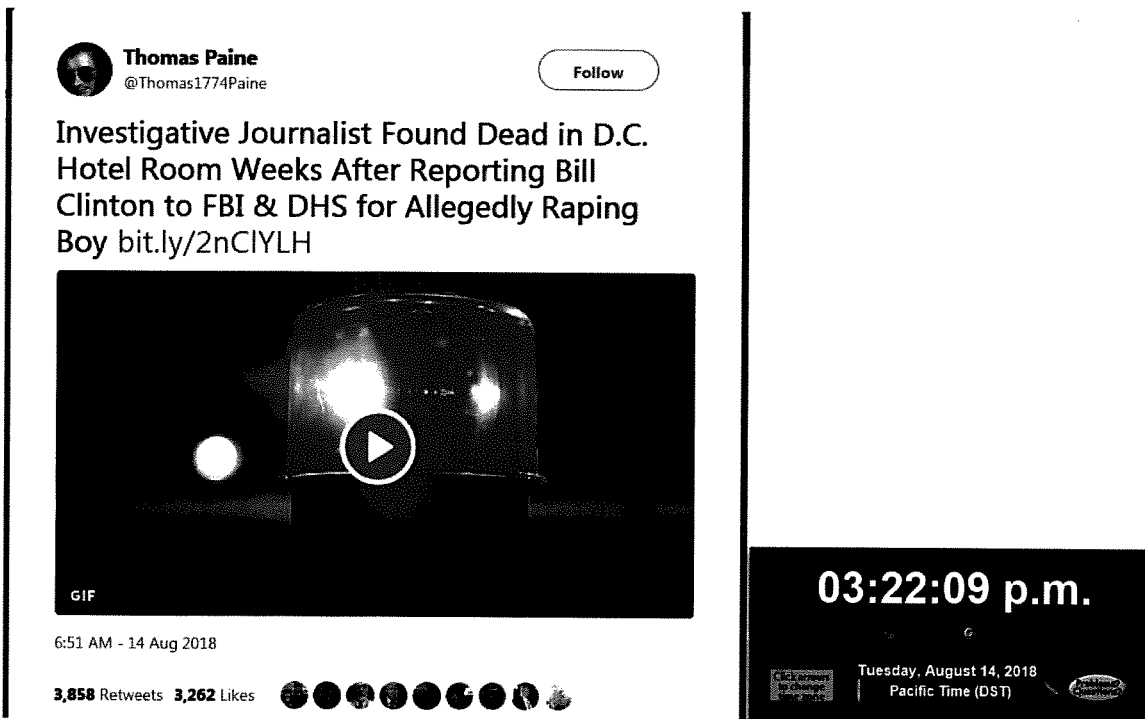 Thomas Paine
@Thomas1774Paine
Follow
Investigative Journalist Found Dead in D.C.
Hotel Room Weeks After Reporting Bill
Clinton to FBI & DHS for Allegedly Raping
Boy bit.ly/2nClYLH
GIF
6:51 AM - 14 Aug 2018
3,858 Retweets 3,262 Likes
03:22:09 p.m.
Tuesday, August 14, 2018
Pacific Time (DST)